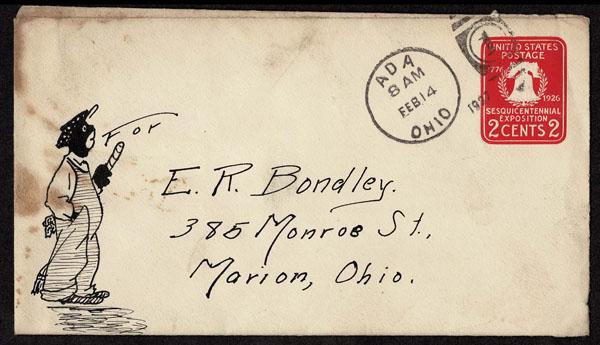 ADA
8 AM
FEB 14
1927
OHIO
UNITED STATES
POSTAGE
1776 1926
SESQUICENTENNIAL
EXPOSITION
2 CENTS 2
For
E. R. Bondley.
385 Monroe St.,
Marion, Ohio.